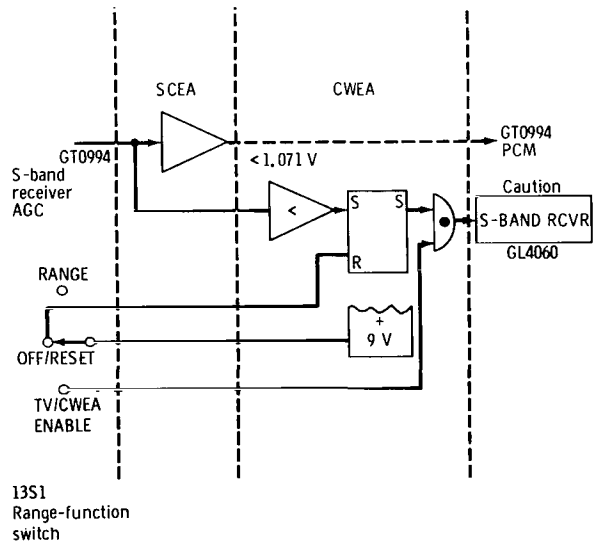 SCEA
CWEA
GT0994
S-band
receiver
AGC
<1.071 V
GT0994
PCM
Caution
S-BAND RCVR
GL4060
<
S
S
R
RANGE
+
9 V
OFF/RESET
TV/CWEA
ENABLE
13S1
Range-function
switch